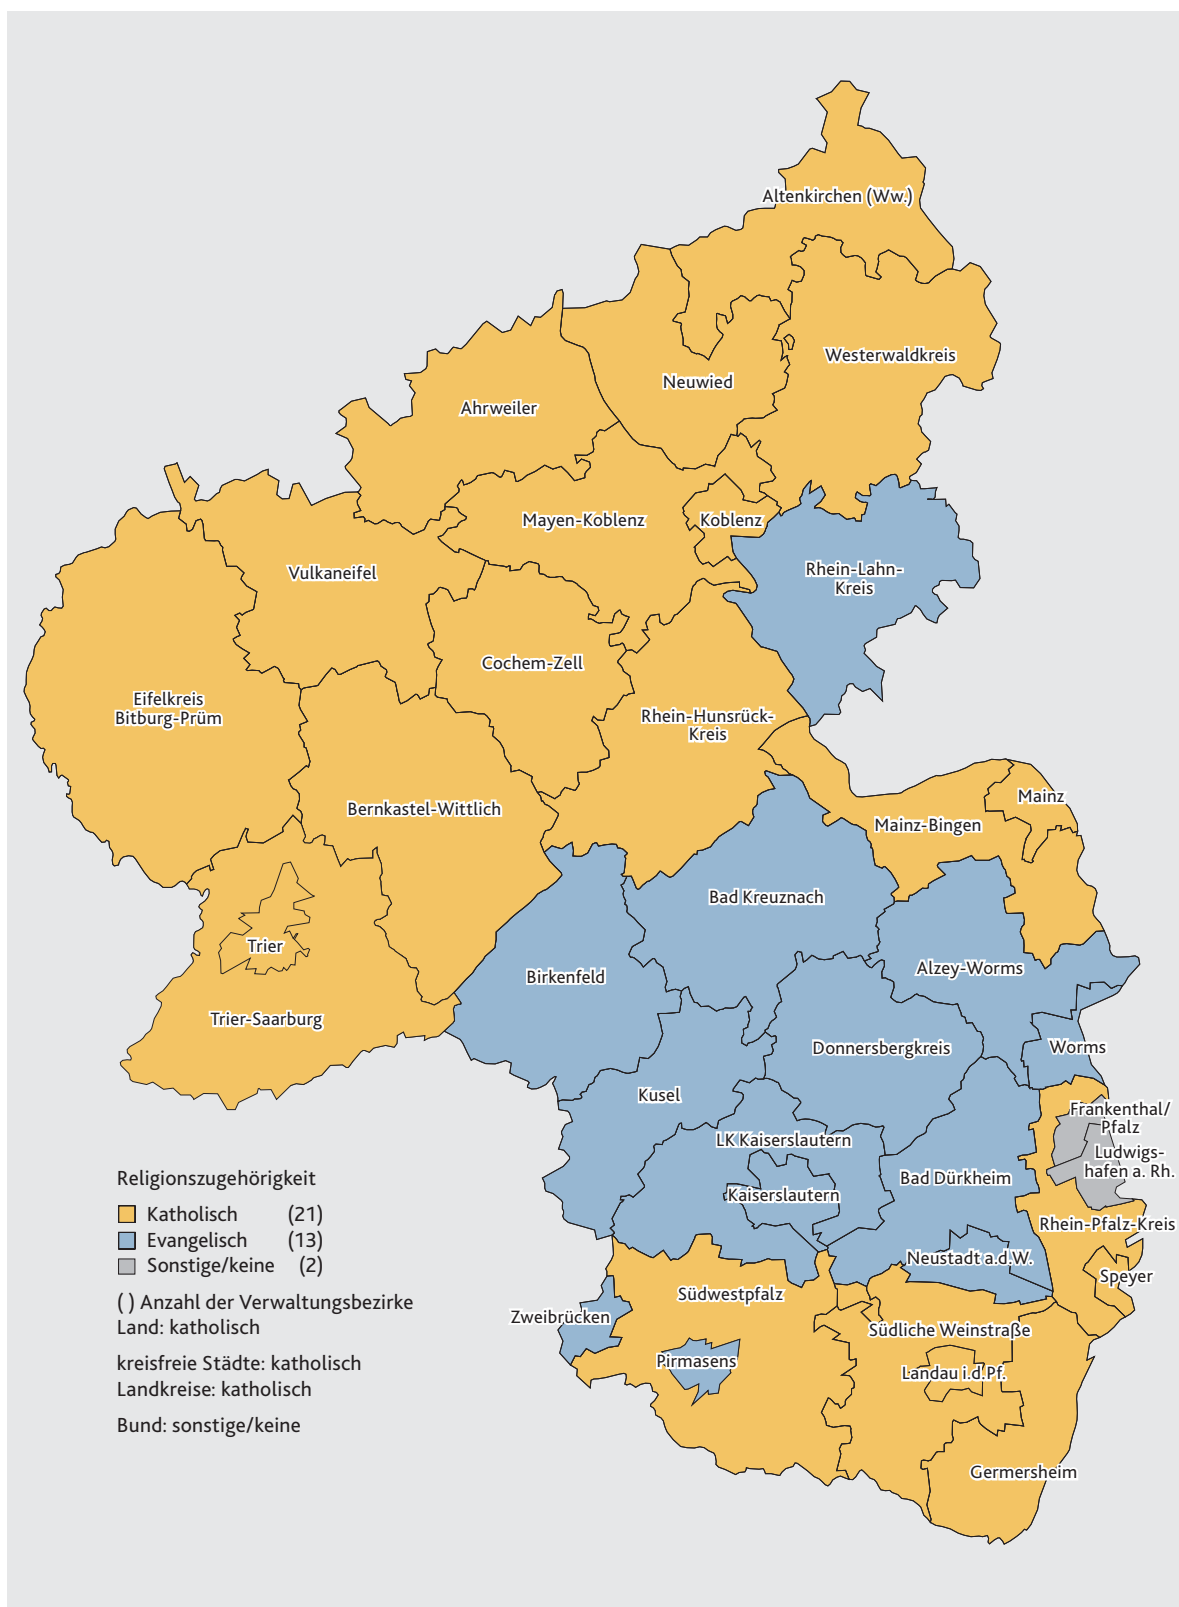 Altenkirchen (Ww.)
Westerwaldkreis
Neuwied
Ahrweiler
Mayen-Koblenz
Koblenz
Rhein-Lahn-
Kreis
Vulkaneifel
Cochem-Zell
Eifelkreis
Bitburg-Prüm
Rhein-Hunsrück-
Kreis
Mainz
Bernkastel-Wittlich
Mainz-Bingen
Bad Kreuznach
Trier
Alzey-Worms
Birkenfeld
Trier-Saarburg
Donnersbergkreis
Worms
Kusel
Frankenthal/
Pfalz
LK Kaiserslautern
Ludwigs-
hafen a. Rh.
Bad Dürkheim
Kaiserslautern
Rhein-Pfalz-Kreis
Neustadt a.d.W.
Speyer
Südwestpfalz
Zweibrücken
Südliche Weinstraße
Pirmasens
Landau i.d.Pf.
Germersheim
Religionszugehörigkeit
Katholisch (21)
Evangelisch (13)
Sonstige/keine (2)
( ) Anzahl der Verwaltungsbezirke
Land: katholisch
kreisfreie Städte: katholisch
Landkreise: katholisch
Bund: sonstige/keine